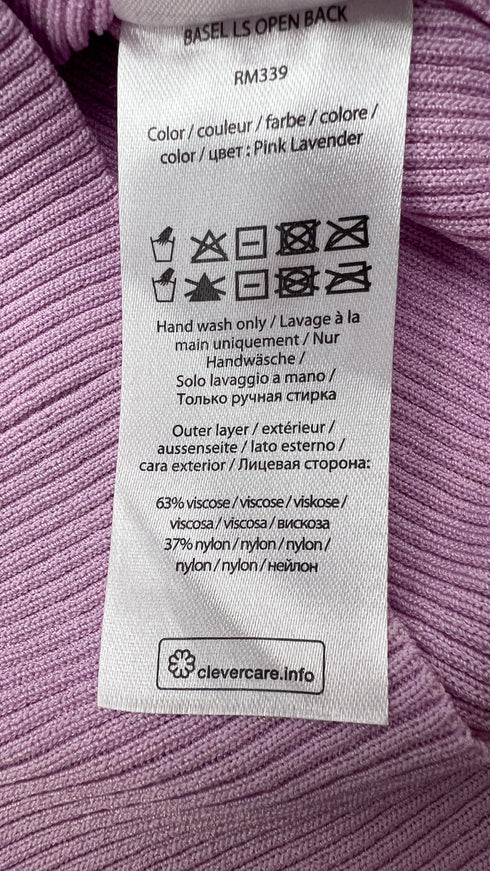 BASEL LS OPEN BACK
RM339
Color / couleur / farbe / colore /
color / цвет : Pink Lavender
Hand wash only / Lavage à la
main uniquement / Nur
Handwäsche /
Solo lavaggio a mano /
Только ручная стирка
Outer layer / extérieur /
aussenseite / lato esterno /
cara exterior / Лицевая сторона:
63% viscose / viscose / viskose /
viscosa / viscosa / вискоза
37% nylon / nylon / nylon /
nylon / nylon / нейлон
clevercare.info